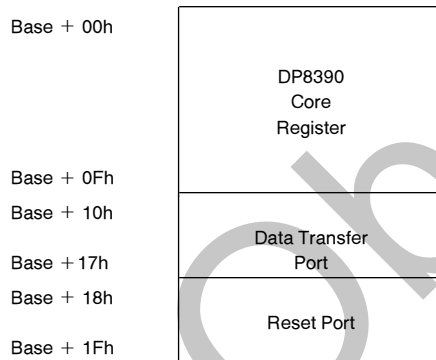 Base + 00h
DP8390
Core
Register
Base + 0Fh
Base + 10h
Data Transfer
Port
Base +17h
Base + 18h
Reset Port
Base + 1Fh